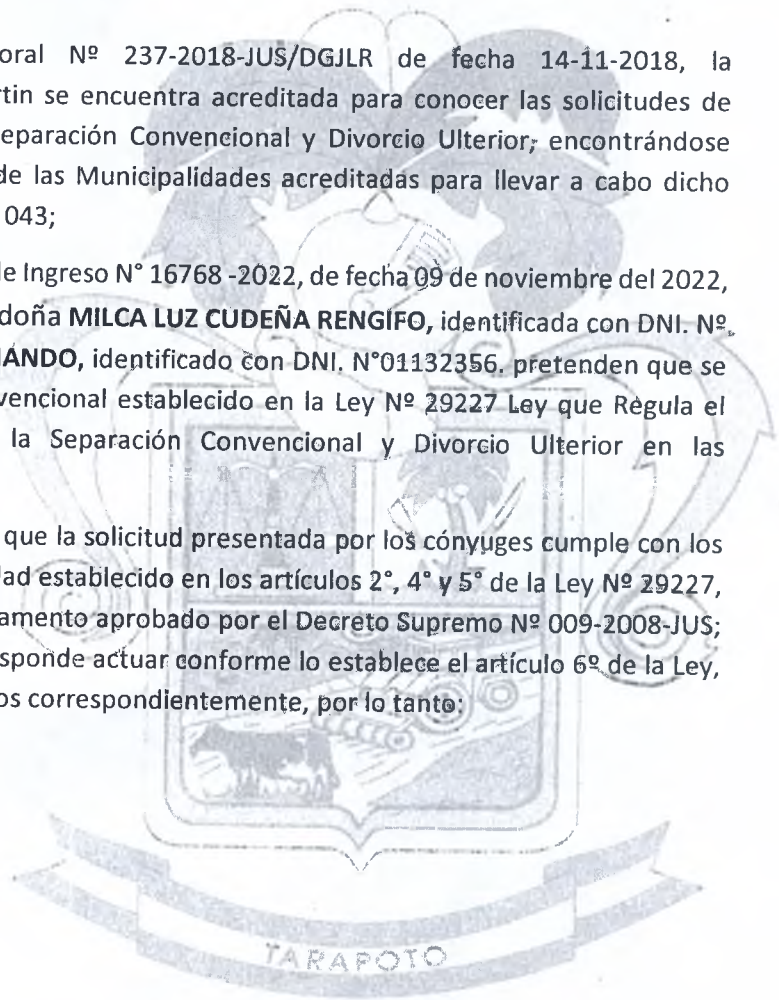 oral Nº 237-2018-JUS/DGJLR de fecha 14-11-2018, la
rtin se encuentra acreditada para conocer las solicitudes de
eparación Convencional y Divorcio Ulterior; encontrándose
de las Municipalidades acreditadas para llevar a cabo dicho
043;
le Ingreso N° 16768 -2022, de fecha 09 de noviembre del 2022,
doña MILCA LUZ CUDEÑA RENGIFO, identificada con DNI. Nº.
IANDO, identificado con DNI. N°01132356. pretenden que se
vencional establecido en la Ley Nº 29227 Ley que Regula el
la Separación Convencional y Divorcio Ulterior en las
que la solicitud presentada por los cónyuges cumple con los
dad establecido en los artículos 2°, 4° y 5° de la Ley Nº 29227,
amento aprobado por el Decreto Supremo Nº 009-2008-JUS;
sponde actuar conforme lo establece el artículo 6º de la Ley,
os correspondientemente, por lo tanto:
TARAPOTO